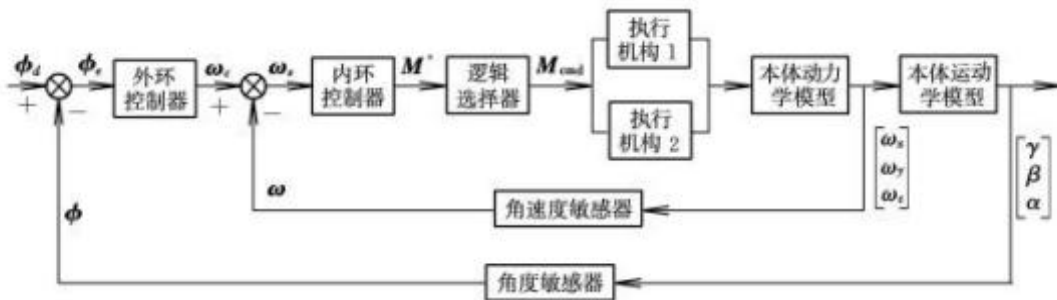 ϕd
+
−
ϕe
外环
控制器
ωc
+
−
ωe
内环
控制器
M*
逻辑
选择器
Mcmd
执行
机构 1
执行
机构 2
本体动力
学模型
本体运动
学模型
ωx
ωy
ωz
γ
β
α
ω
角速度敏感器
ϕ
角度敏感器